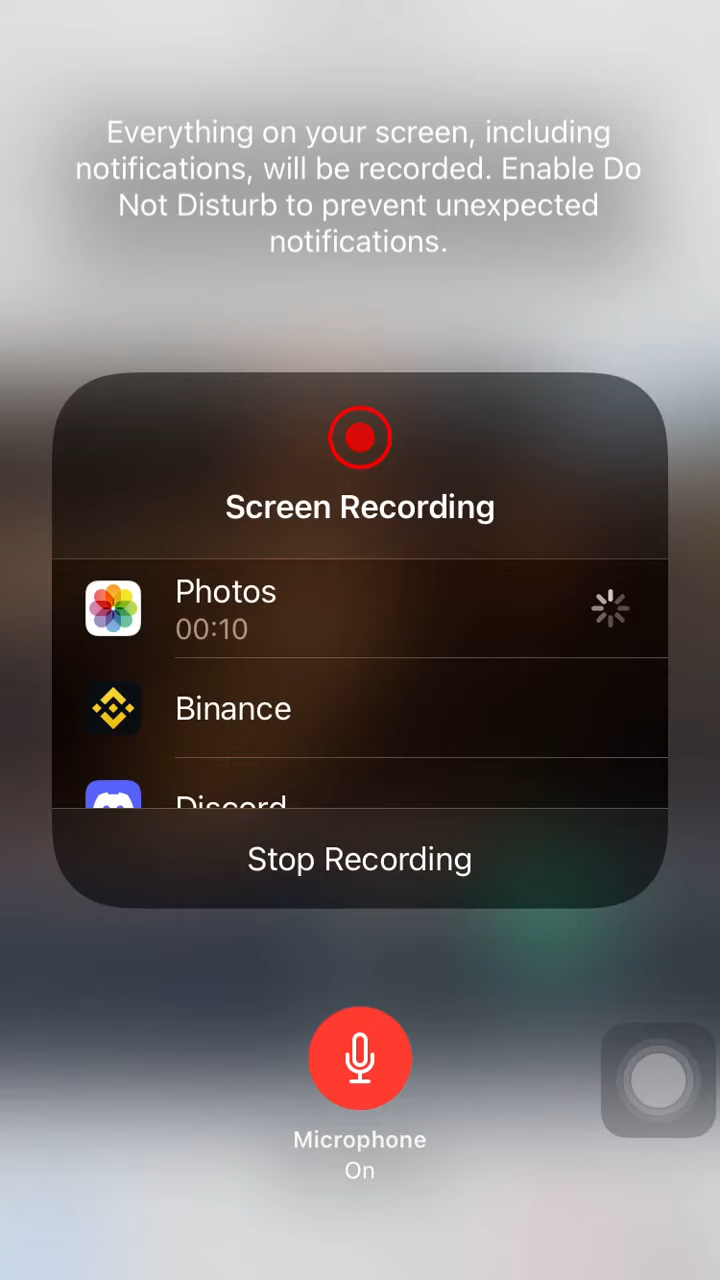 Everything on your screen, including
notifications, will be recorded. Enable Do
Not Disturb to prevent unexpected
notifications.
Screen Recording
Photos
00:10
Binance
Discord
Stop Recording
Microphone
On